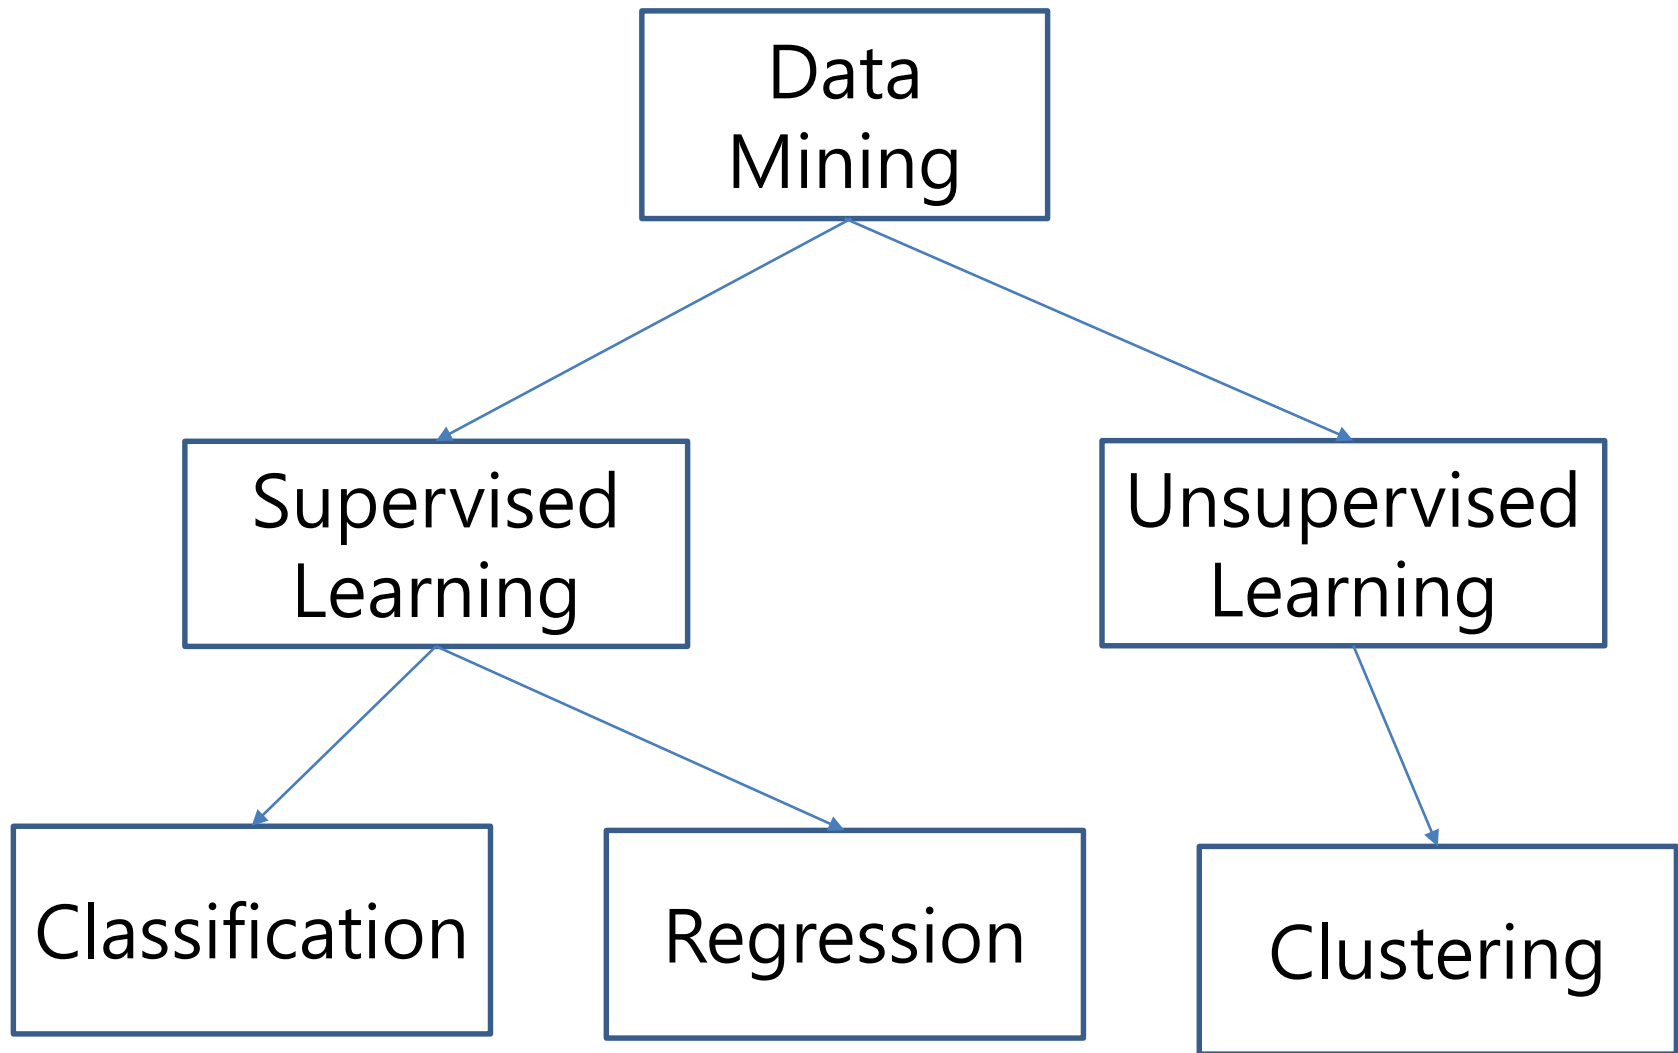 Data
Mining
Supervised
Learning
Unsupervised
Learning
Classification
Regression
Clustering